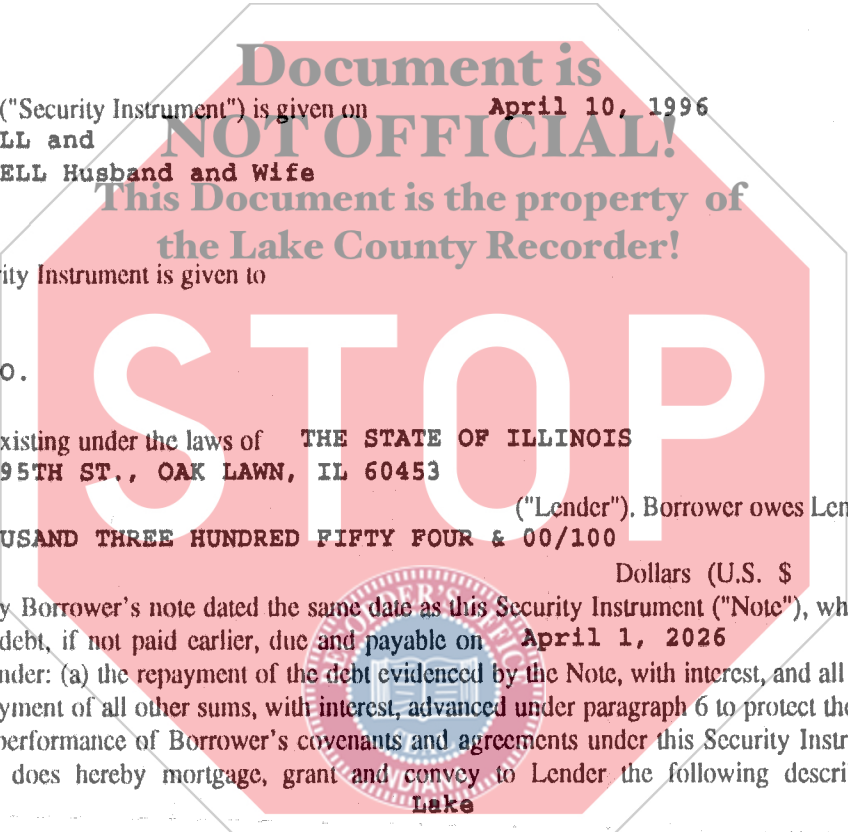 Document is
("Security Instrument") is given on April 10, 1996
LL and
NOT OFFICIAL!
ELL Husband and Wife
This Document is the property of
the Lake County Recorder!
ity Instrument is given to
STOP
O.
xisting under the laws of THE STATE OF ILLINOIS
95TH ST., OAK LAWN, IL 60453
("Lender"). Borrower owes Len
USAND THREE HUNDRED FIFTY FOUR & 00/100
Dollars (U.S. $
y Borrower's note dated the same date as this Security Instrument ("Note"), wh
debt, if not paid earlier, due and payable on April 1, 2026
nder: (a) the repayment of the debt evidenced by the Note, with interest, and all
yment of all other sums, with interest, advanced under paragraph 6 to protect the
performance of Borrower's covenants and agreements under this Security Instr
does hereby mortgage, grant and convey to Lender the following descri
Lake